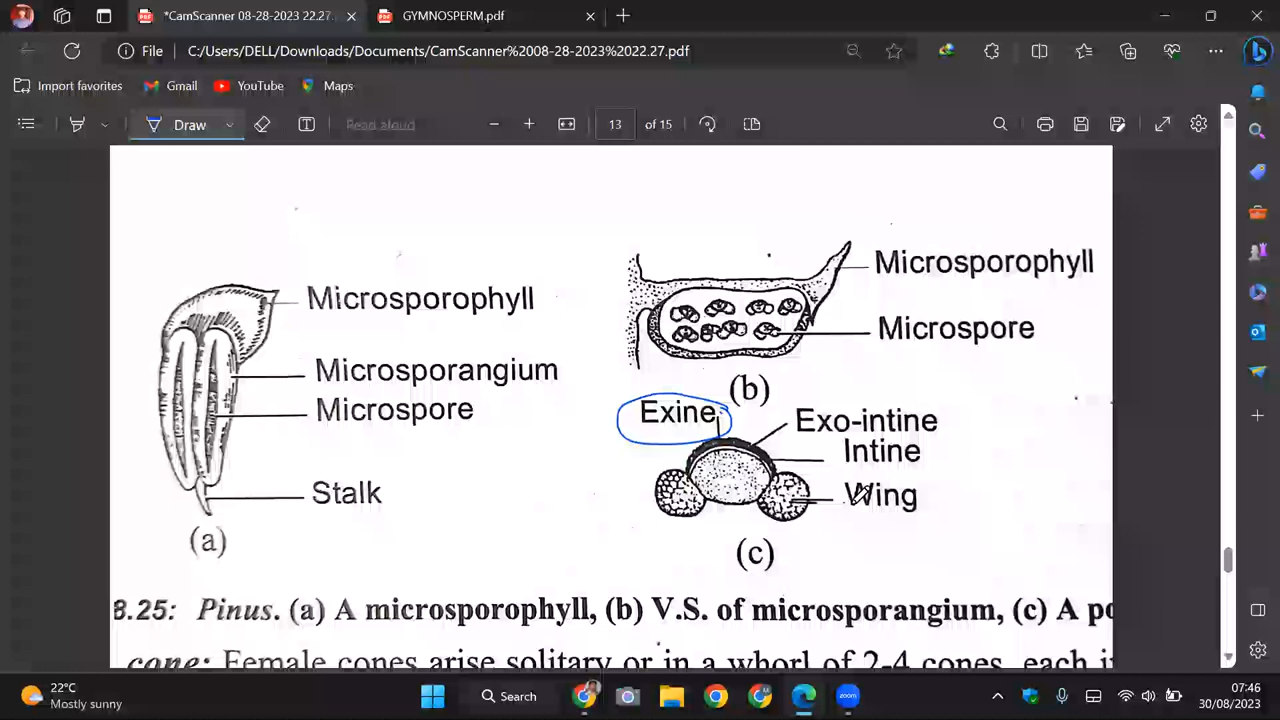 *CamScanner 08-28-2023 22.27.
GYMNOSPERM.pdf
File
C:/Users/DELL/Downloads/Documents/CamScanner%2008-28-2023%2022.27.pdf
Import favorites
Gmail
YouTube
Maps
Draw
Read aloud
13
of 15
Microsporophyll
Microsporangium
Microspore
Stalk
(a)
Microsporophyll
Microspore
(b)
Exine
Exo-intine
Intine
Wing
(c)
8.25: Pinus. (a) A microsporophyll, (b) V.S. of microsporangium, (c) A po
cone: Female cones arise solitary or in a whorl of 2-4 cones, each i
22°C
Mostly sunny
Search
zoom
07:46
30/08/2023